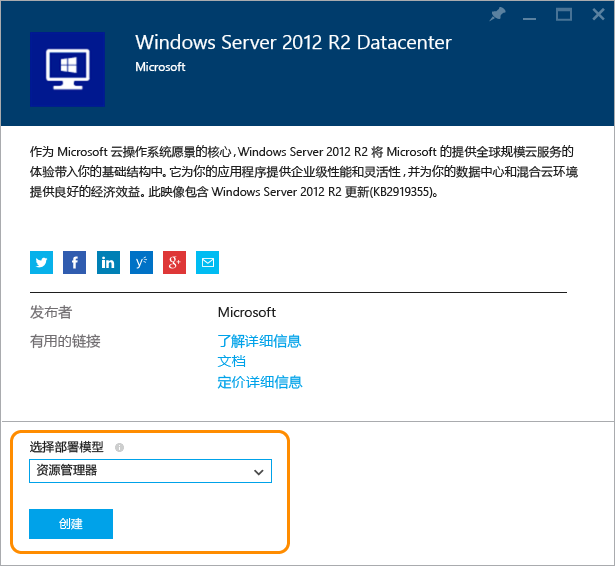 Windows Server 2012 R2 Datacenter
Microsoft
作为 Microsoft 云操作系统愿景的核心，Windows Server 2012 R2 将 Microsoft 的提供全球规模云服务的
体验带入你的基础结构中。它为你的应用程序提供企业级性能和灵活性，并为你的数据中心和混合云环境
提供良好的经济效益。此映像包含 Windows Server 2012 R2 更新(KB2919355)。
发布者 Microsoft
有用的链接 了解详细信息
文档
定价详细信息
选择部署模型
资源管理器
创建